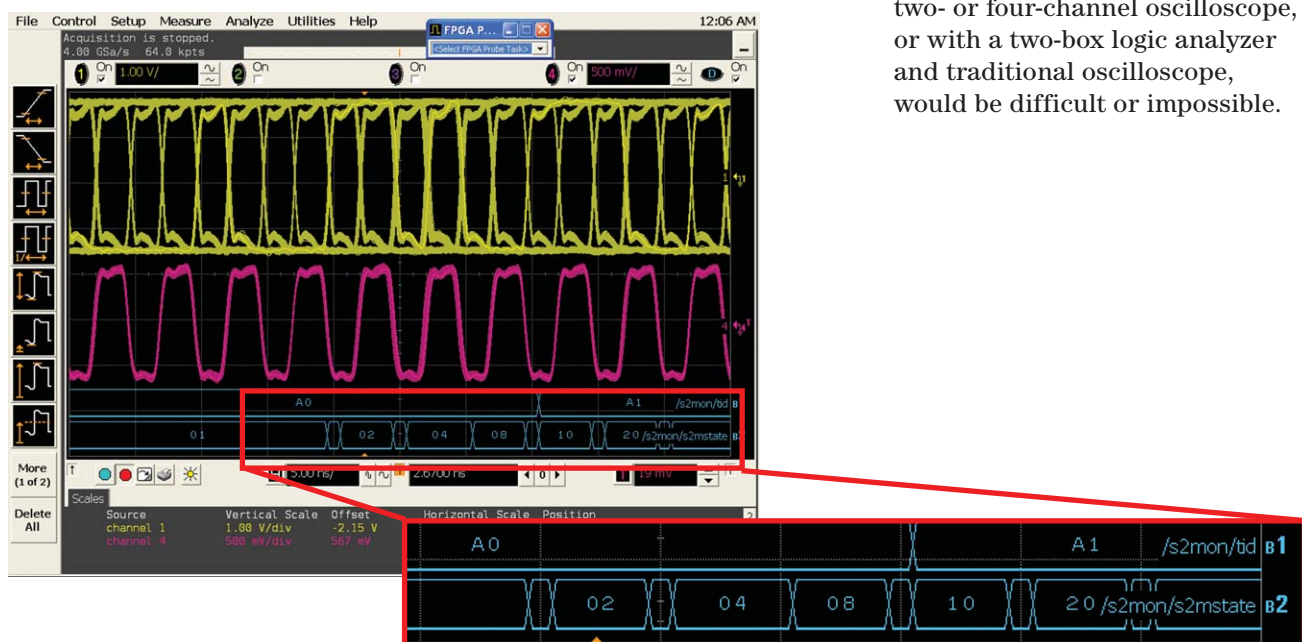 two- or four-channel oscilloscope,
or with a two-box logic analyzer
and traditional oscilloscope,
would be difficult or impossible.
File Control Setup Measure Analyze Utilities Help 12:06 AM
FPGA P...
Acquisition is stopped.
4.00 GSa/s 64.0 kpts
<Select FPGA Probe Task>
1 On 1.00 V/ 2 On 3 On 4 On 500 mV/ D On
1
1
4
T
A0 A1 /s2mon/tid
01 02 04 08 10 20 /s2mon/s2mstate
More
(1 of 2)
Delete
All
5.00 ns/ 2.6700 ns 0 19 mV
Scales
Source Vertical Scale Offset Horizontal Scale Position
channel 1 1.00 V/div -2.15 V
channel 4 500 mV/div 567 mV
A0 A1 /s2mon/tid B1
02 04 08 10 20 /s2mon/s2mstate B2